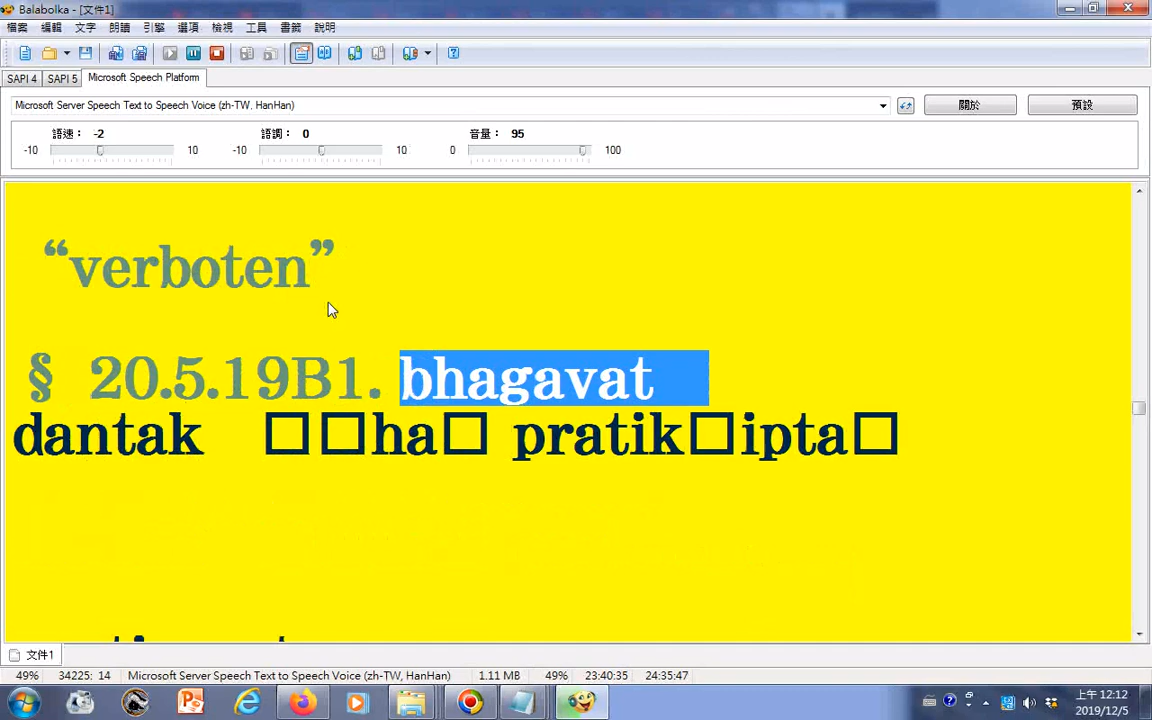 Balabolka - [文件1]
檔案 編輯 文字 朗讀 引擎 選項 檢視 工具 書籤 說明
SAPI 4 SAPI 5 Microsoft Speech Platform
Microsoft Server Speech Text to Speech Voice (zh-TW, HanHan) 關於 預設
語速： -2 語調： 0 音量： 95
-10 10 -10 10 0 100
“verboten”
§ 20.5.19B1. bhagavat
dantak □□ha□ pratik□ipta□
文件1
49% 34225: 14 Microsoft Server Speech Text to Speech Voice (zh-TW, HanHan) 1.11 MB 49% 23:40:35 24:35:47
上午 12:12
2019/12/5